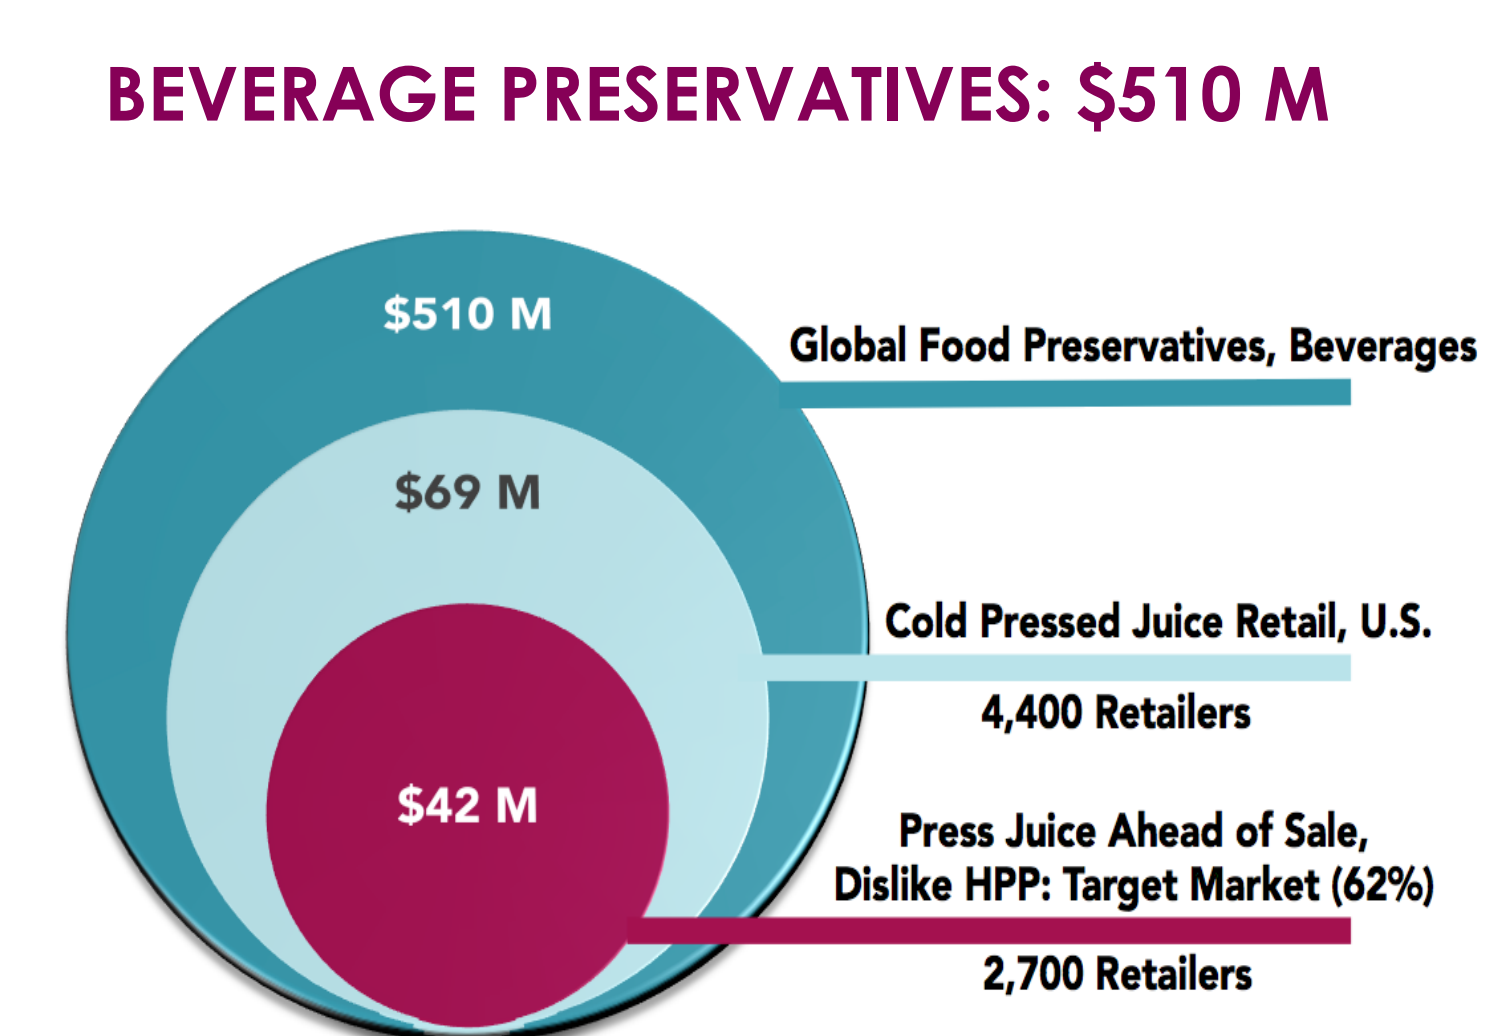 BEVERAGE PRESERVATIVES: $510 M
$510 M
Global Food Preservatives, Beverages
$69 M
Cold Pressed Juice Retail, U.S.
4,400 Retailers
$42 M
Press Juice Ahead of Sale,
Dislike HPP: Target Market (62%)
2,700 Retailers